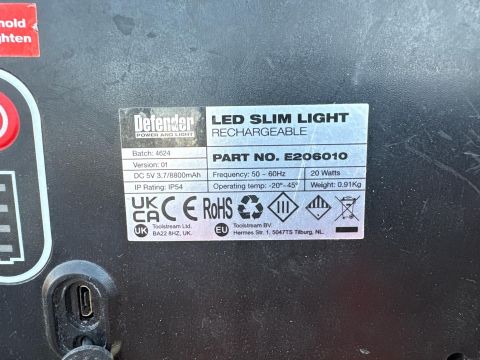 hold
ighten
Defender
POWER AND LIGHT
LED SLIM LIGHT
RECHARGEABLE
Batch: 4624
PART NO. E206010
Version: 01
DC 5V 3.7/8800mAh
Frequency: 50 - 60Hz
20 Watts
IP Rating: IP54
Operating temp: -20°-45°
Weight: 0.91Kg
UK
CA
CE
RoHS
UK
Toolstream Ltd.
BA22 8HZ, UK.
EU
Toolstream BV.
Hermes Str. 1, 5047TS Tilburg, NL.